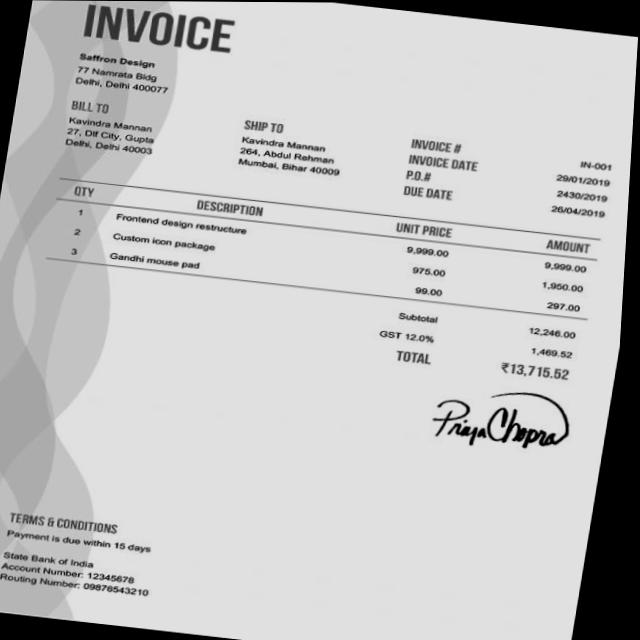 INVOICE
Saffron Design
77 Namrata Bldg
Delhi, Delhi 400077
BILL TO
Kavindra Mannan
27, Dlf City, Gupta
Delhi, Delhi 40003
SHIP TO
Kavindra Mannan
264, Abdul Rehman
Mumbai, Bihar 40009
INVOICE # IN-001
INVOICE DATE 29/01/2019
P.O.# 2430/2019
DUE DATE 26/04/2019
QTY DESCRIPTION UNIT PRICE AMOUNT
1 Frontend design restructure 9,999.00 9,999.00
2 Custom icon package 975.00 1,950.00
3 Gandhi mouse pad 99.00 297.00
Subtotal 12,246.00
GST 12.0% 1,469.52
TOTAL ₹13,715.52
Priya Chopra
TERMS & CONDITIONS
Payment is due within 15 days
State Bank of India
Account Number: 12345678
Routing Number: 09876543210